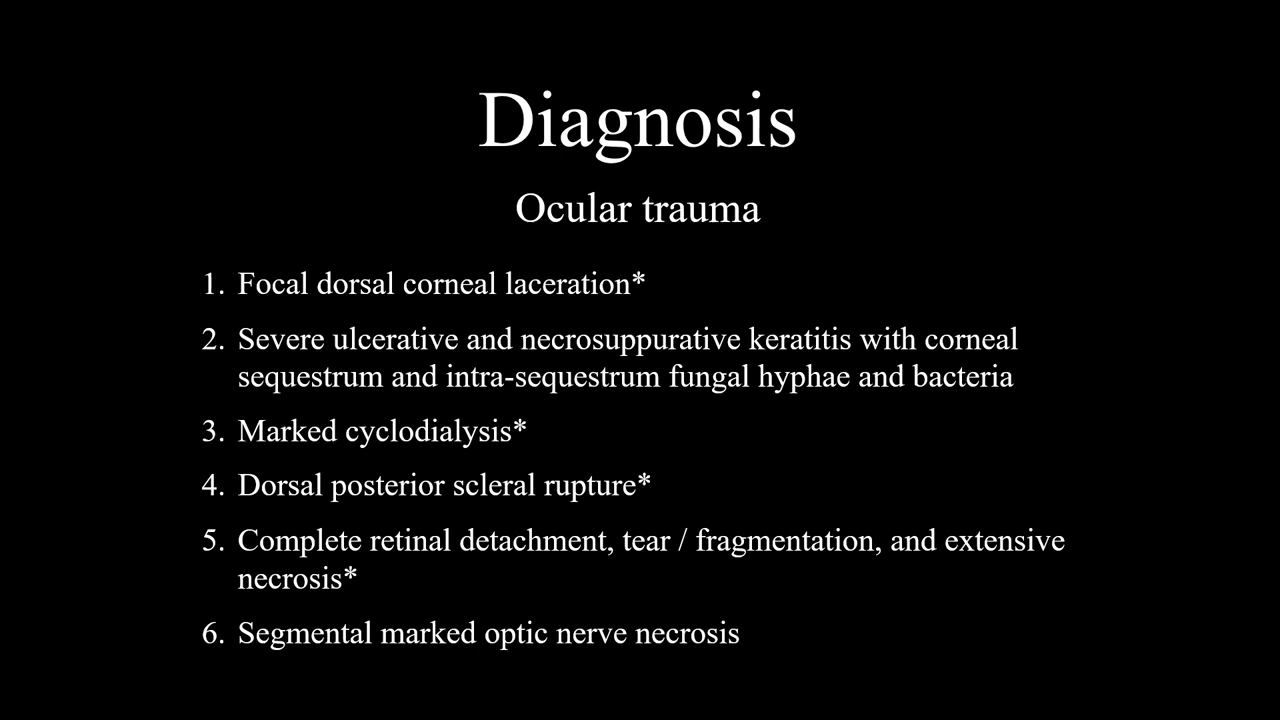 Diagnosis
Ocular trauma
1. Focal dorsal corneal laceration*
2. Severe ulcerative and necrosuppurative keratitis with corneal
sequestrum and intra-sequestrum fungal hyphae and bacteria
3. Marked cyclodialysis*
4. Dorsal posterior scleral rupture*
5. Complete retinal detachment, tear / fragmentation, and extensive
necrosis*
6. Segmental marked optic nerve necrosis